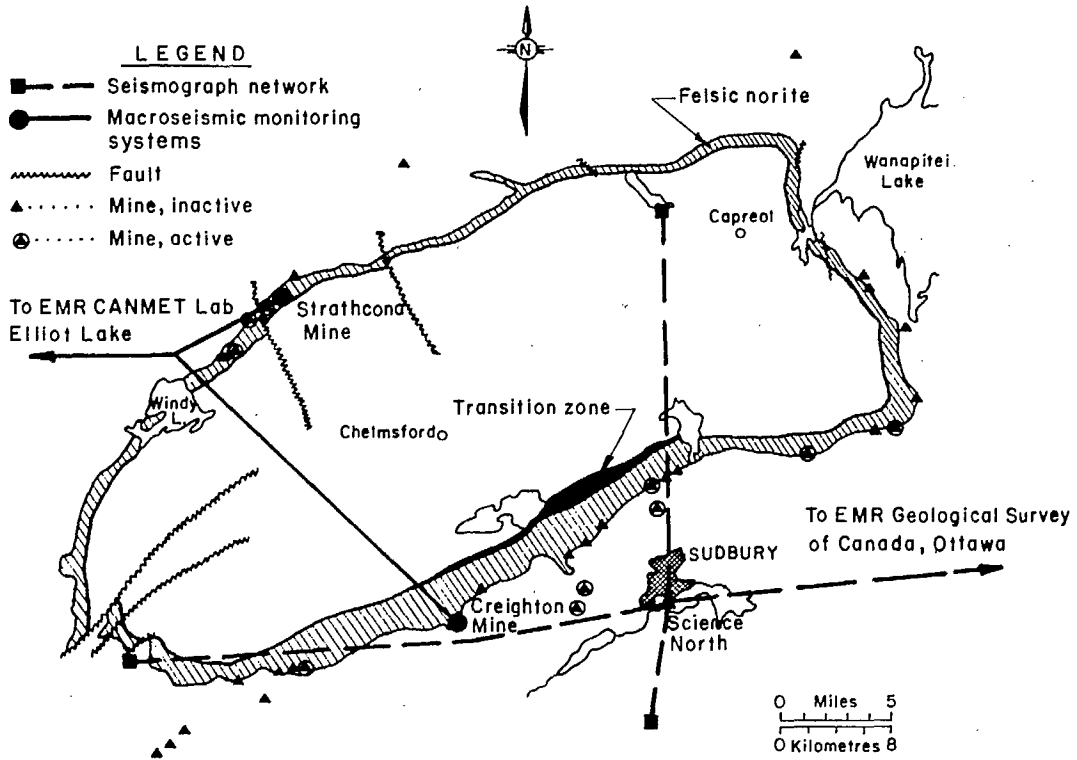 LEGEND
Seismograph network
Macroseismic monitoring
systems
Fault
Mine, inactive
Mine, active
N
Felsic norite
Wanapitei
Lake
Capreol
To EMR CANMET Lab
Elliot Lake
Strathcona
Mine
Windy
L.
Transition zone
Chelmsford
To EMR Geological Survey
of Canada, Ottawa
SUDBURY
Creighton
Mine
Science
North
0 Miles 5
0 Kilometres 8